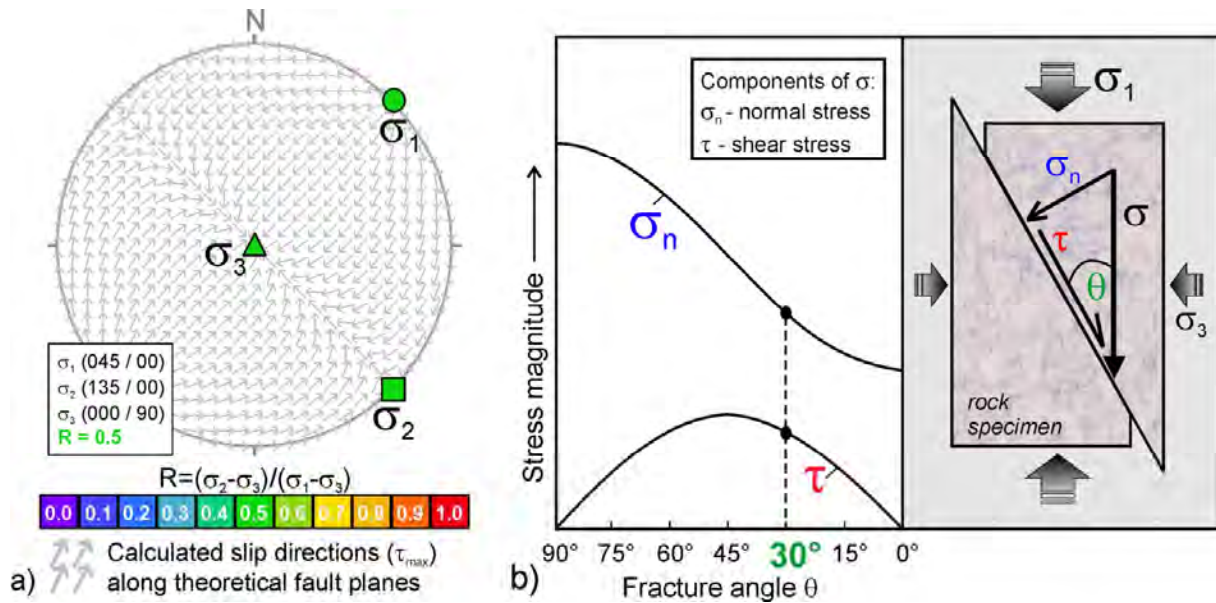 N
σ₁
σ₃
σ₂
σ₁ (045 / 00)
σ₂ (135 / 00)
σ₃ (000 / 90)
R = 0.5
R=(σ₂-σ₃)/(σ₁-σ₃)
0.0 0.1 0.2 0.3 0.4 0.5 0.6 0.7 0.8 0.9 1.0
Calculated slip directions (τmax)
along theoretical fault planes
a)
Components of σ:
σn - normal stress
τ - shear stress
σn
τ
Stress magnitude
90° 75° 60° 45° 30° 15° 0°
Fracture angle θ
b)
σ₁
σn
σ
τ
θ
σ₃
rock
specimen